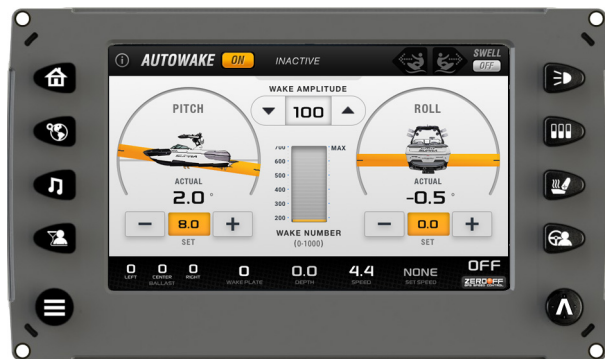 AUTOWAKE ON INACTIVE SWELL OFF
WAKE AMPLITUDE
100
PITCH
ACTUAL
2.0°
− 8.0 +
SET
700 MAX
600
500
400
300
200
WAKE NUMBER
(0-1000)
ROLL
ACTUAL
-0.5°
− 0.0 +
SET
0 LEFT 0 CENTER 0 RIGHT
BALLAST
0 WAKE PLATE
0.0 DEPTH
4.4 SPEED
NONE SET SPEED
OFF
ZEROOFF